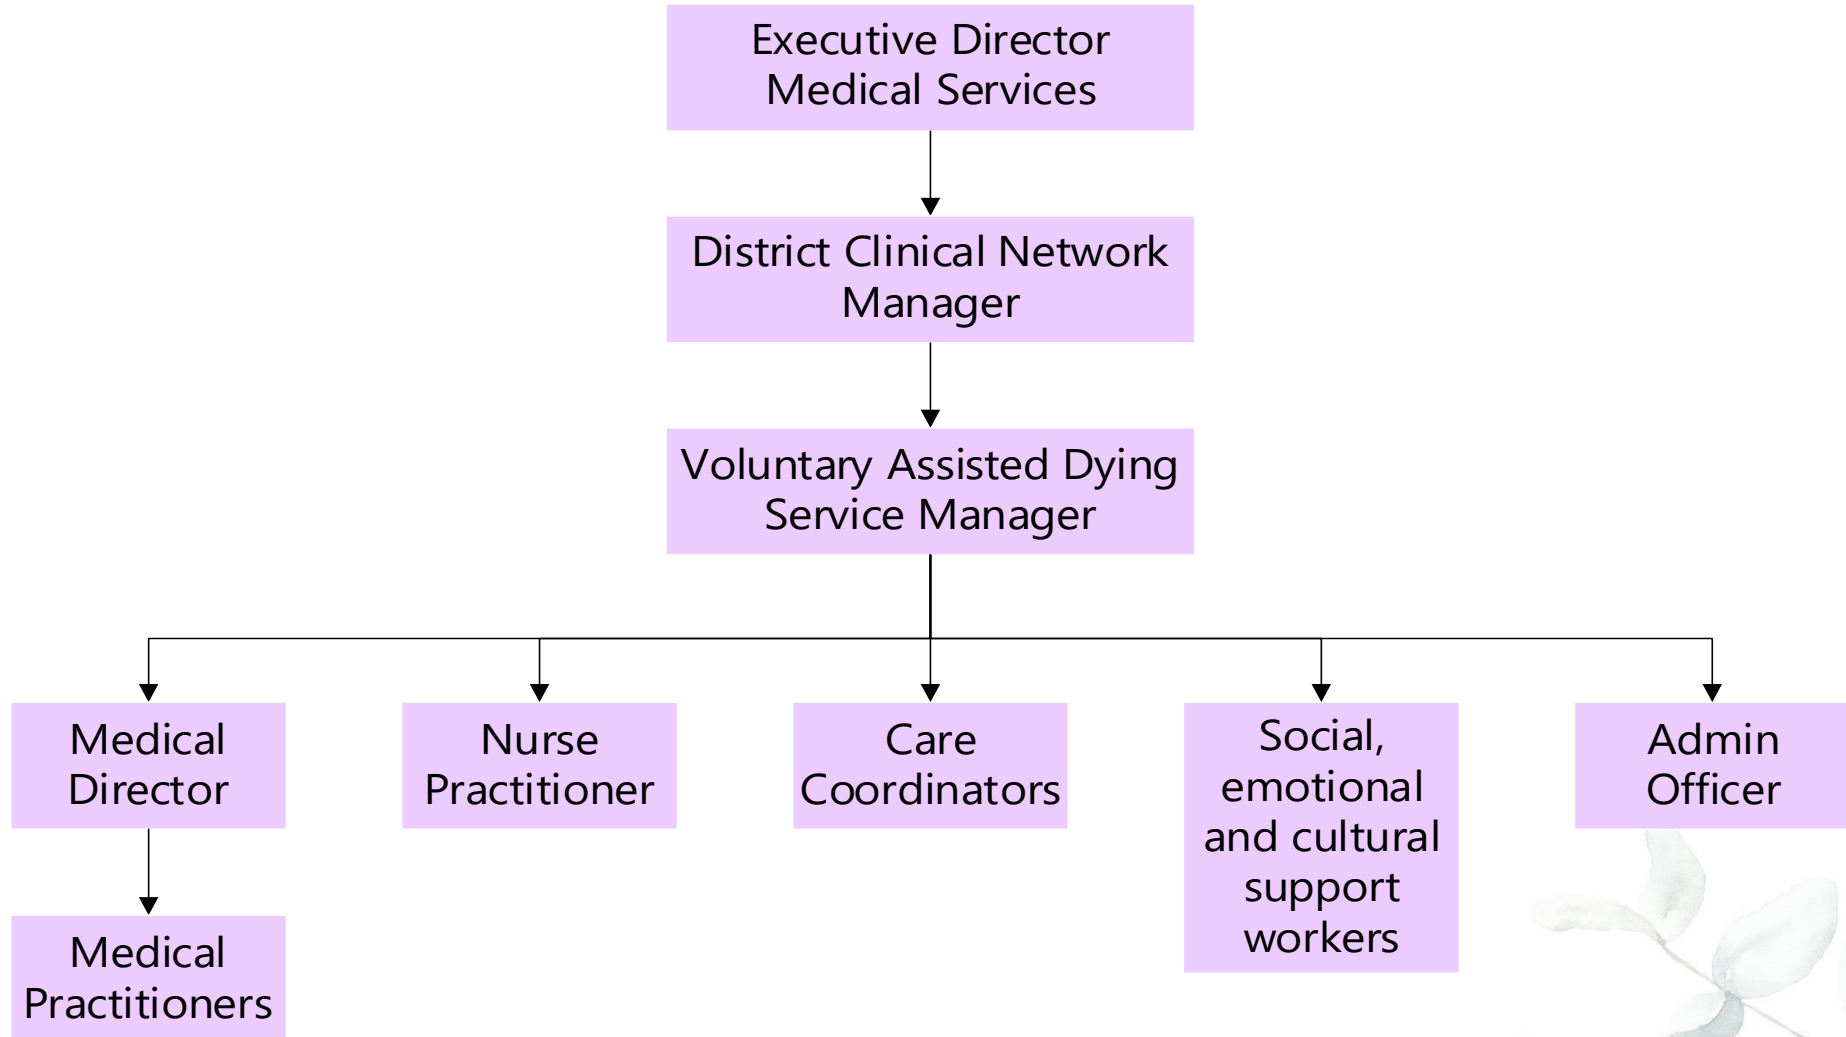 Executive Director
Medical Services
District Clinical Network
Manager
Voluntary Assisted Dying
Service Manager
Medical
Director
Nurse
Practitioner
Care
Coordinators
Social,
emotional
and cultural
support
workers
Admin
Officer
Medical
Practitioners